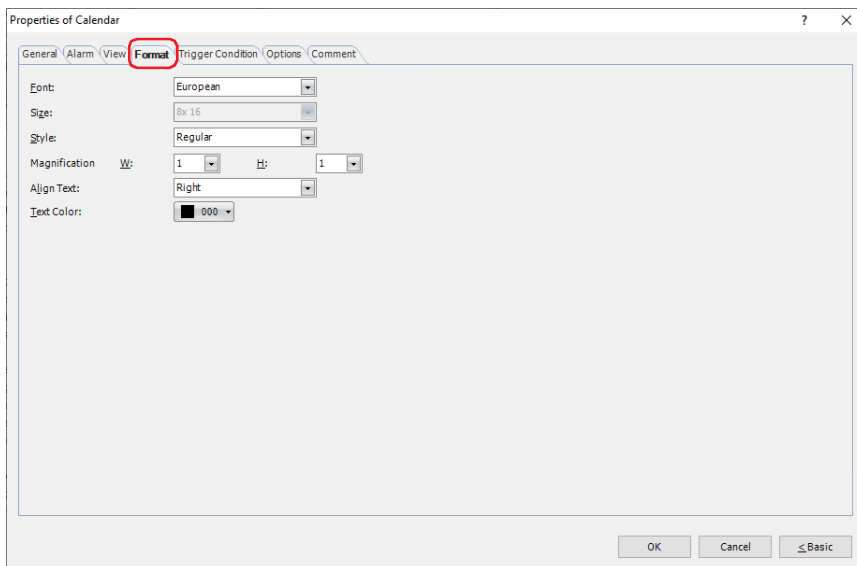 Properties of Calendar ?
General Alarm View Format Trigger Condition Options Comment
Font: European
Size: 8x 16
Style: Regular
Magnification W: 1 H: 1
Align Text: Right
Text Color: 000
OK Cancel < Basic